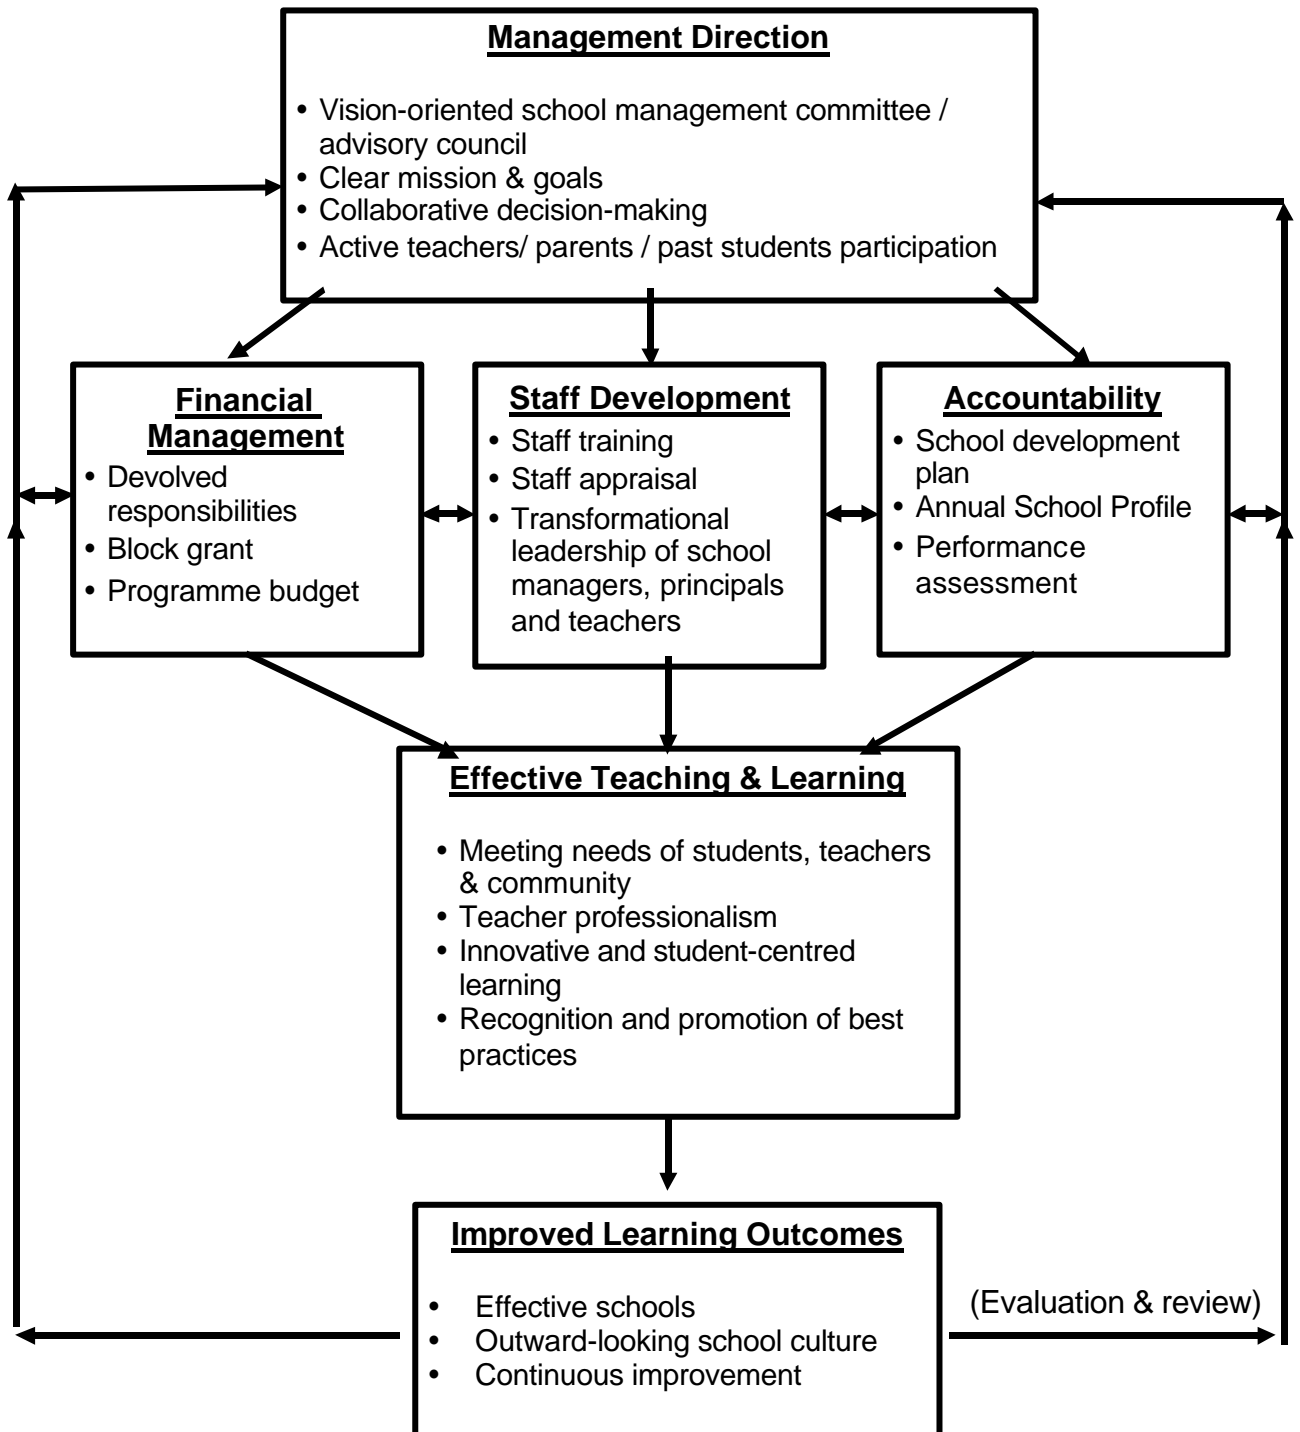 Management Direction
• Vision-oriented school management committee /
advisory council
• Clear mission & goals
• Collaborative decision-making
• Active teachers/ parents / past students participation
Financial
Management
• Devolved
responsibilities
• Block grant
• Programme budget
Staff Development
• Staff training
• Staff appraisal
• Transformational
leadership of school
managers, principals
and teachers
Accountability
• School development
plan
• Annual School Profile
• Performance
assessment
Effective Teaching & Learning
• Meeting needs of students, teachers
& community
• Teacher professionalism
• Innovative and student-centred
learning
• Recognition and promotion of best
practices
Improved Learning Outcomes
• Effective schools
• Outward-looking school culture
• Continuous improvement
(Evaluation & review)